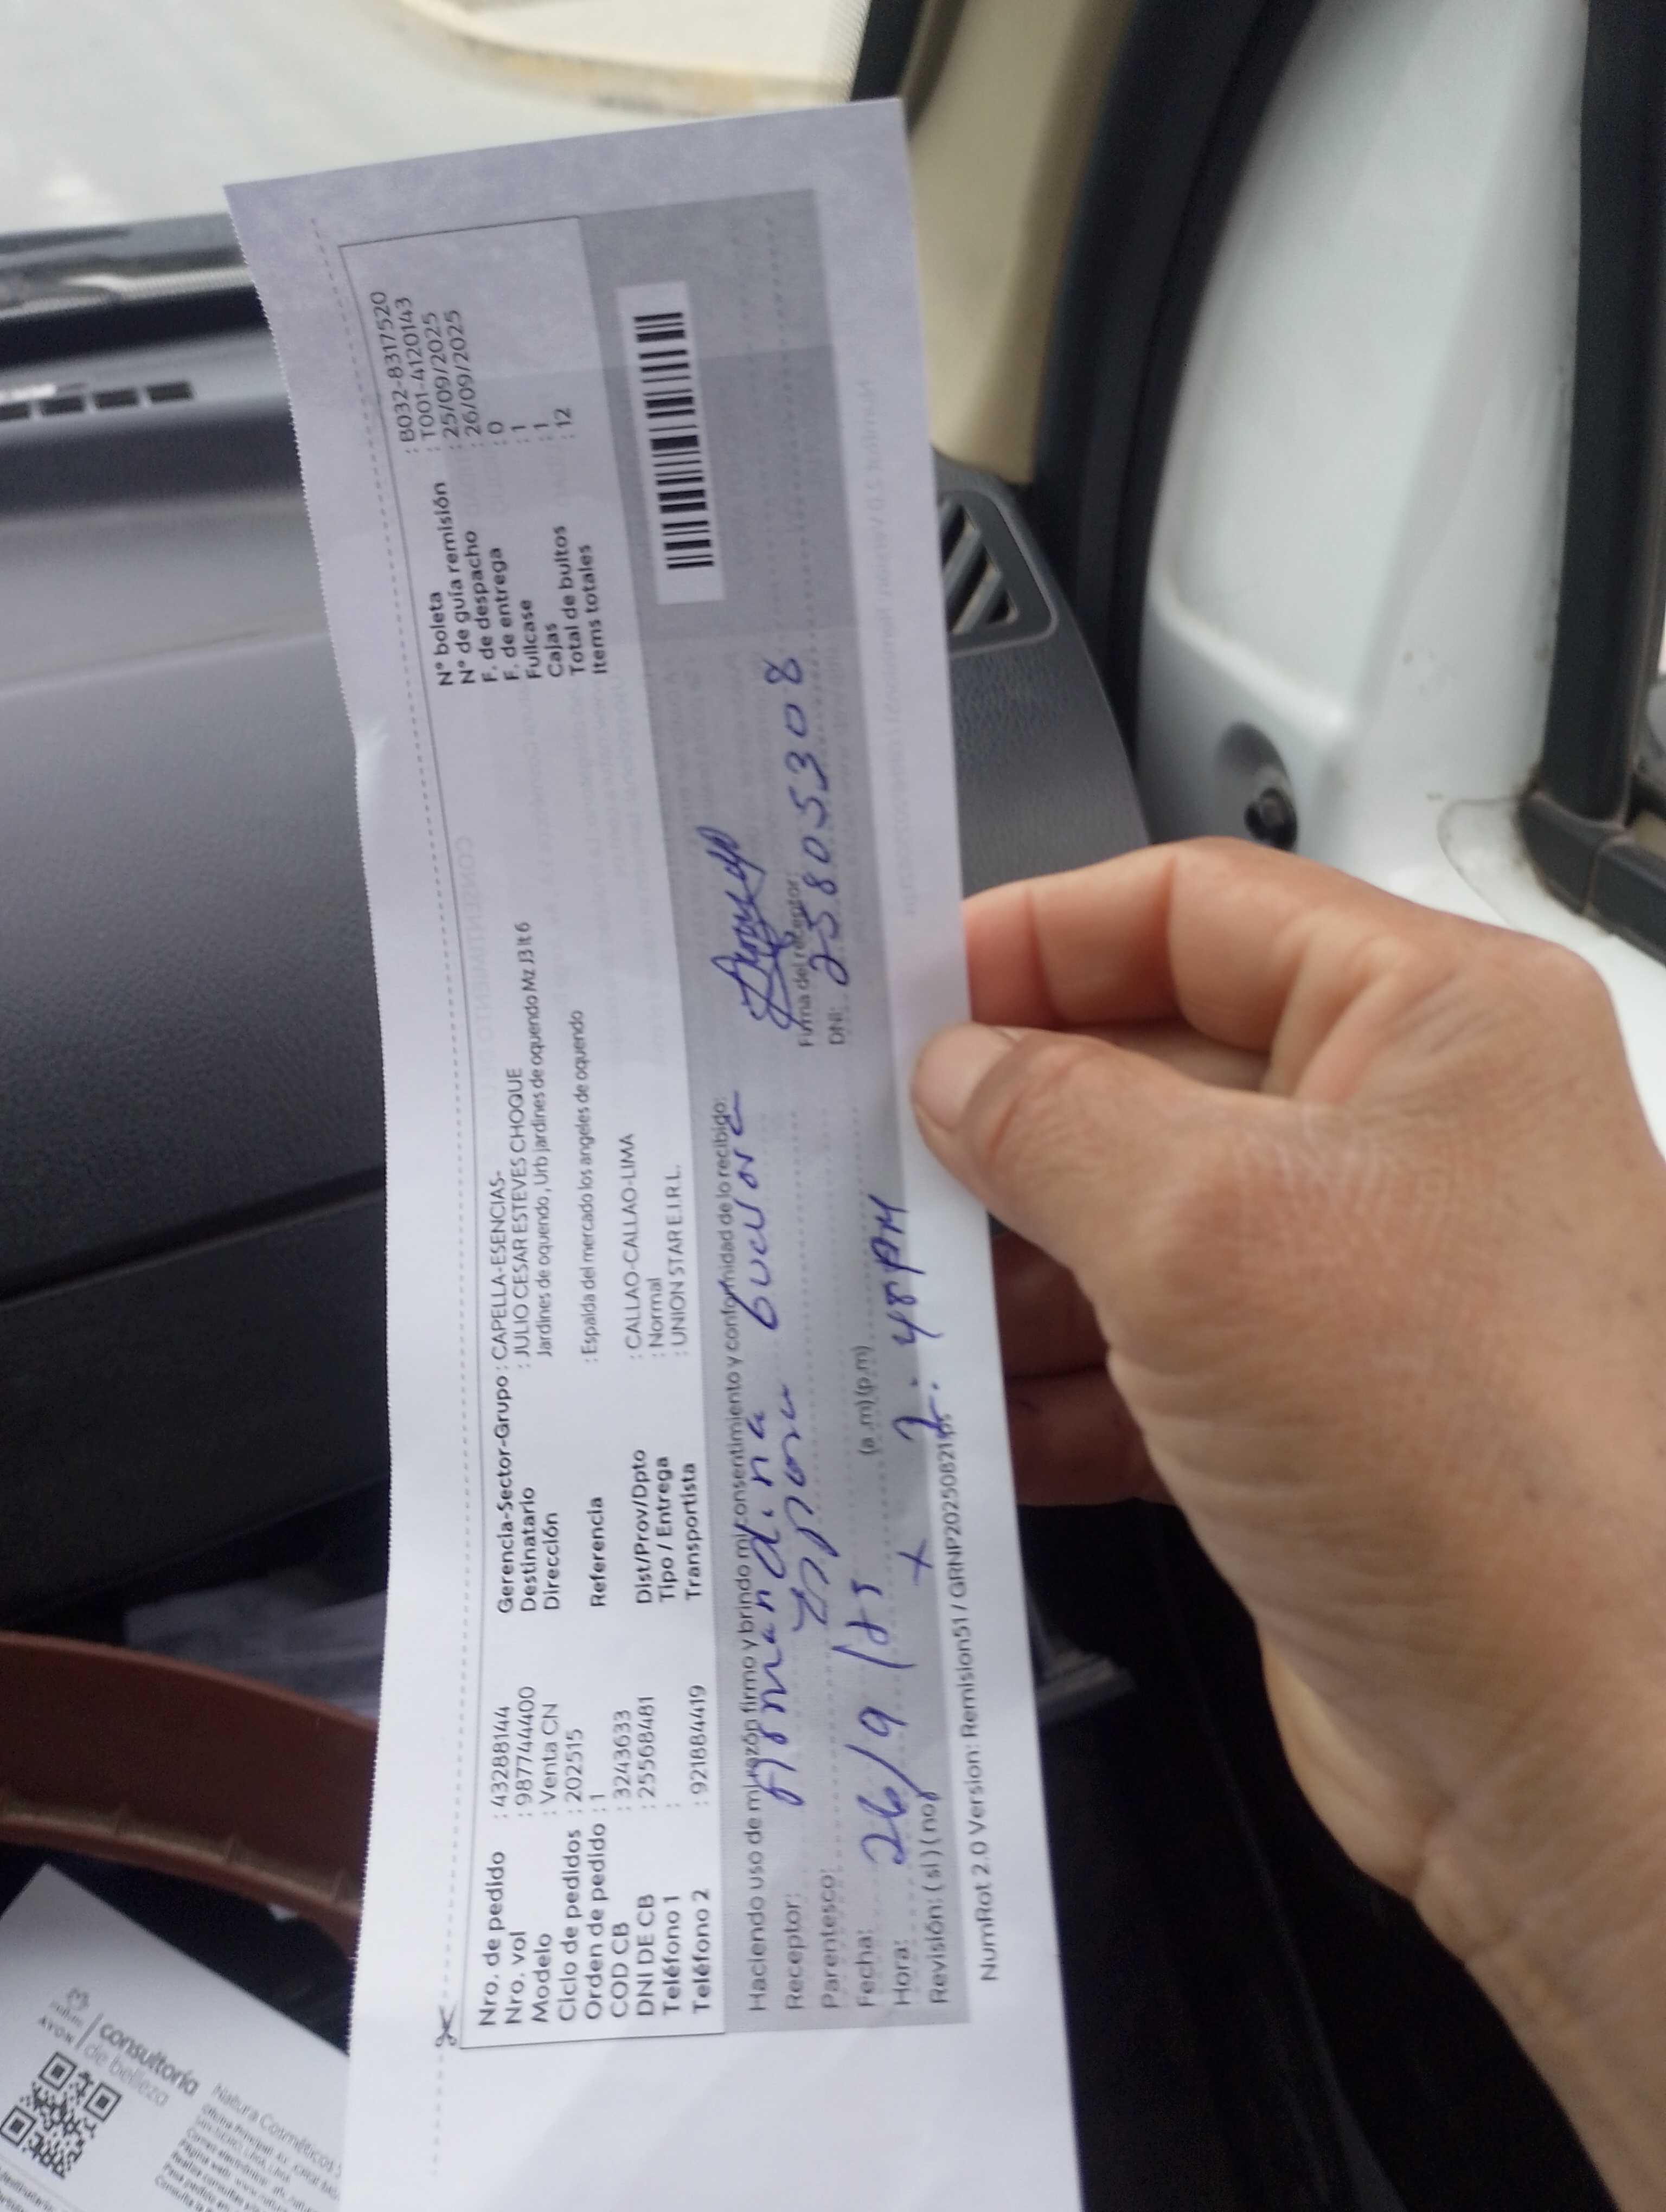 Nro. de pedido : 43288144
Nro. vol : 987744400
Modelo : Venta CN
Ciclo de pedidos : 202515
Orden de pedido : 1
COD CB : 3243633
DNI DE CB : 25568481
Teléfono 1 :
Teléfono 2 : 921884419
Gerencia-Sector-Grupo : CAPELLA-ESENCIAS-
Destinatario : JULIO CESAR ESTEVES CHOQUE
Dirección Jardines de oquendo, Urb jardines de oquendo Mz J3 lt 6
Referencia : Espalda del mercado los angeles de oquendo
Dist/Prov/Dpto : CALLAO-CALLAO-LIMA
Tipo / Entrega : Normal
Transportista : UNION STAR E.I.R.L.
N° boleta : B032-8317520
N° de guía remisión : T001-4120143
F. de despacho : 25/09/2025
F. de entrega : 26/09/2025
Fullcase : 0
Cajas : 1
Total de bultos : 1
Items totales : 12
Haciendo uso de mi razón firmo y brindo mi consentimiento y conformidad de lo recibido:
Receptor: Armandina
Parentesco:
Fecha: 26/9/25
Hora: (a.m)(p.m)
48 PM
Revisión: ( si ) ( no )
Firma del receptor:
DNI: 25805308
NumRot 2.0 Version: Remision51 / GRNP20250821
AVON
consultoría
de belleza
Natura Cosméticos